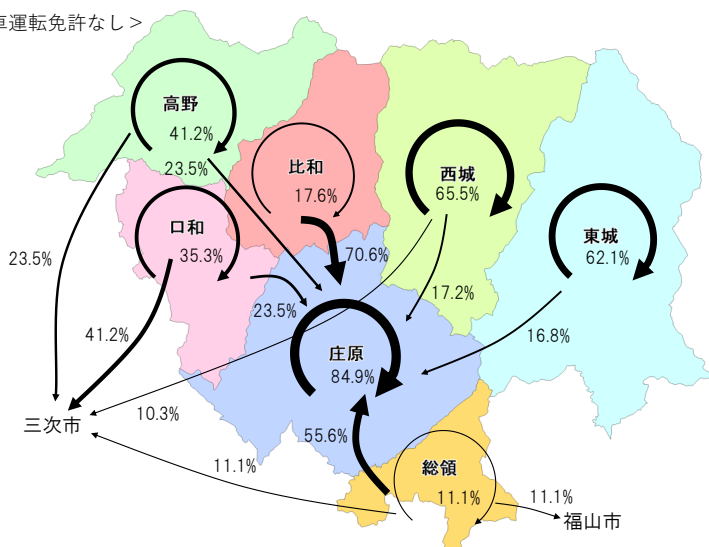 車運転免許なし>
高野
41.2%
23.5%
比和
17.6%
西城
65.5%
口和
35.3%
東城
62.1%
23.5%
70.6%
17.2%
23.5%
41.2%
16.8%
庄原
84.9%
三次市
10.3%
55.6%
11.1%
総領
11.1%
11.1%
福山市